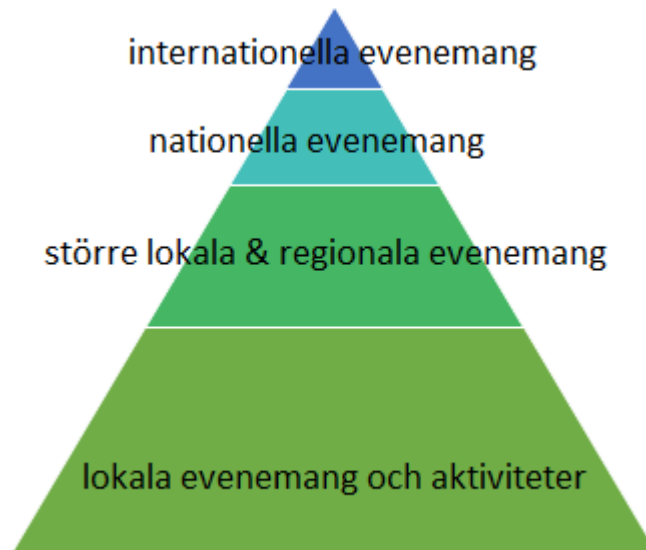 internationella evenemang
nationella evenemang
större lokala & regionala evenemang
lokala evenemang och aktiviteter